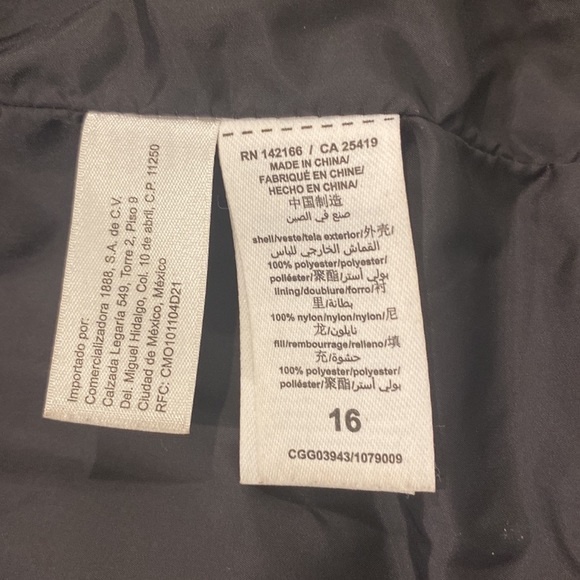 Importado por:
Comercializadora 1888, S.A. de C.V.
Calzada Legaria 549, Torre 2, Piso 9
Del. Miguel Hidalgo, Col. 10 de abril, C.P. 11250
Ciudad de México, México
RFC: CMO101104D21
RN 142166 / CA 25419
MADE IN CHINA/
FABRIQUÉ EN CHINE/
HECHO EN CHINA/
中国制造
صنع في الصين
shell/veste/tela exterior/外壳/
القماش الخارجي للباس
100% polyester/polyester/
poliéster/聚酯/بولي أستر
lining/doublure/forro/衬
里/بطانة
100% nylon/nylon/nylon/尼
龙/نايلون
fill/rembourrage/relleno/填
充/حشوة
100% polyester/polyester/
poliéster/聚酯/بولي أستر
16
CGG03943/1079009